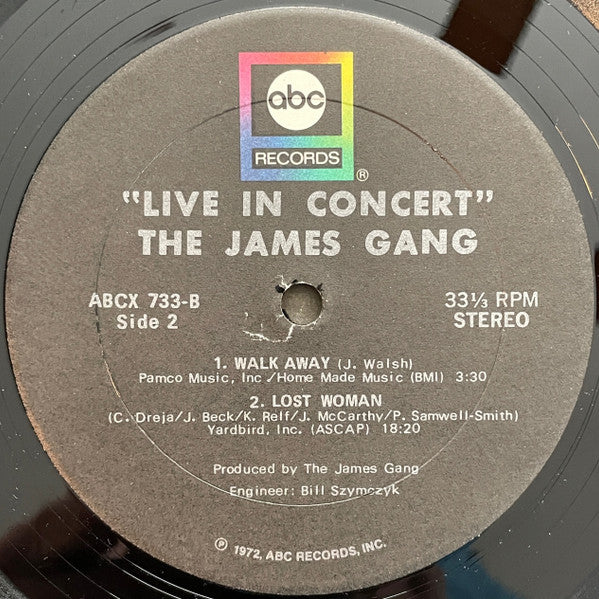 abc
RECORDS
®
"LIVE IN CONCERT"
THE JAMES GANG
ABCX 733-B
Side 2
33⅓ RPM
STEREO
1. WALK AWAY (J. Walsh)
Pamco Music, Inc./Home Made Music (BMI) 3:30
2. LOST WOMAN
(C. Dreja/J. Beck/K. Relf/J. McCarthy/P. Samwell-Smith)
Yardbird, Inc. (ASCAP) 18:20
Produced by The James Gang
Engineer: Bill Szymczyk
℗ 1972, ABC RECORDS, INC.